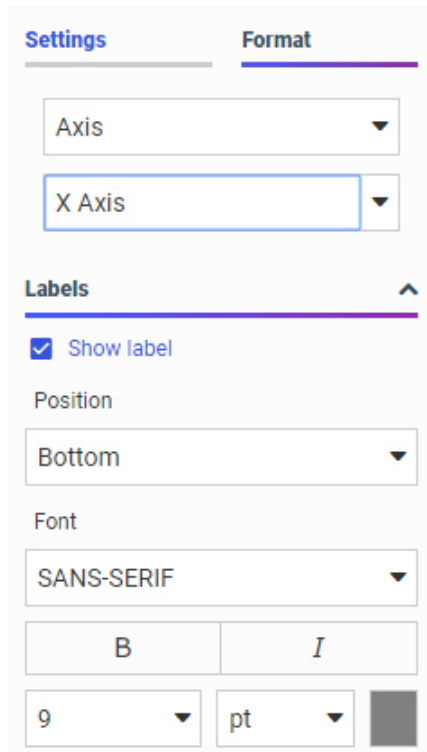 Settings Format
Axis
X Axis
Labels
Show label
Position
Bottom
Font
SANS-SERIF
B I
9 pt